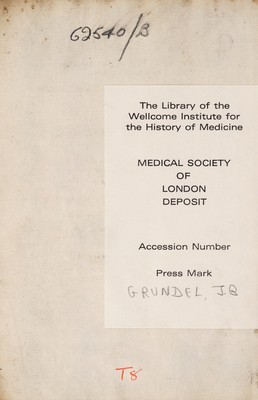 62540/B
The Library of the
Wellcome Institute for
the History of Medicine
MEDICAL SOCIETY
OF
LONDON
DEPOSIT
Accession Number
Press Mark
GRUNDEL, J.B
T8